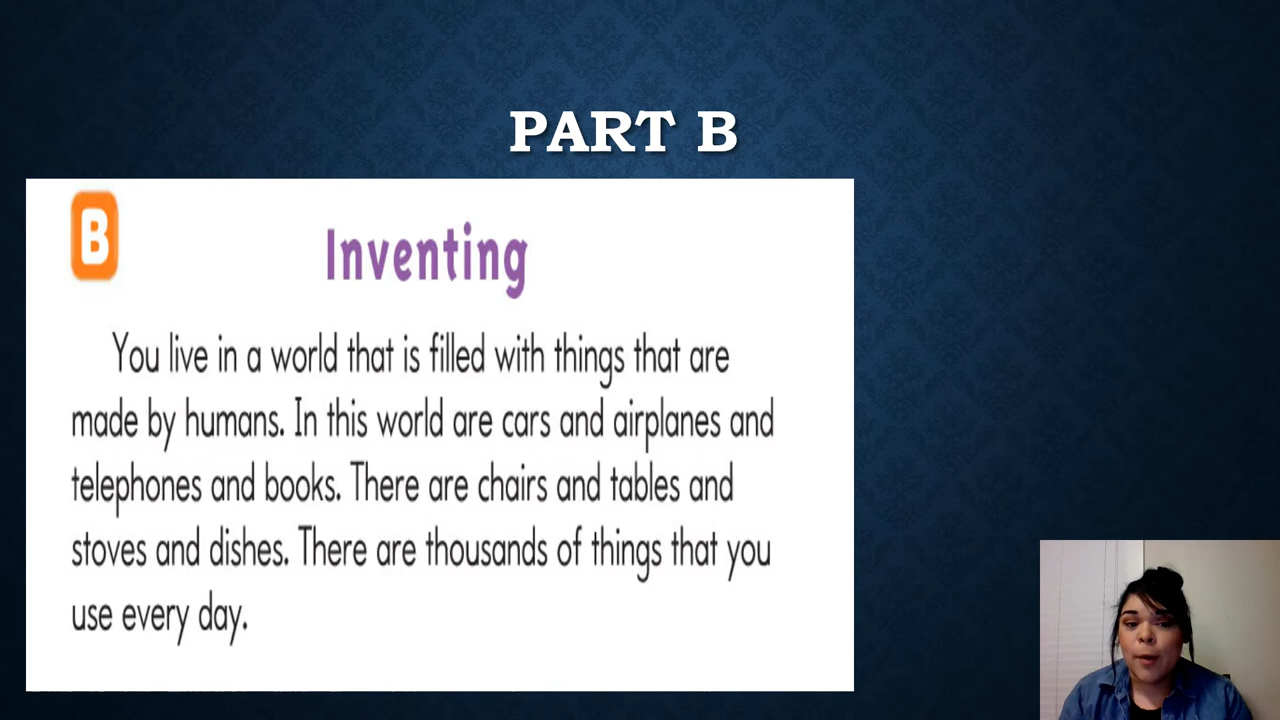 PART B
B
Inventing
You live in a world that is filled with things that are
made by humans. In this world are cars and airplanes and
telephones and books. There are chairs and tables and
stoves and dishes. There are thousands of things that you
use every day.